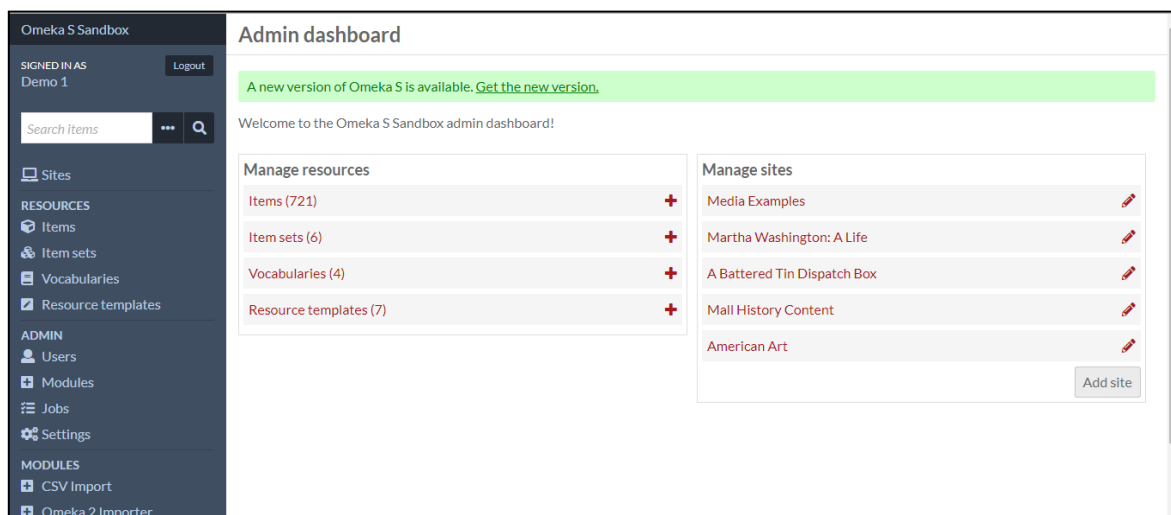 Omeka S Sandbox
SIGNED IN AS
Logout
Demo 1
Search items
Sites
RESOURCES
Items
Item sets
Vocabularies
Resource templates
ADMIN
Users
Modules
Jobs
Settings
MODULES
CSV Import
Omeka 2 Importer
Admin dashboard
A new version of Omeka S is available. Get the new version.
Welcome to the Omeka S Sandbox admin dashboard!
Manage resources
Items (721)
Item sets (6)
Vocabularies (4)
Resource templates (7)
Manage sites
Media Examples
Martha Washington: A Life
A Battered Tin Dispatch Box
Mall History Content
American Art
Add site